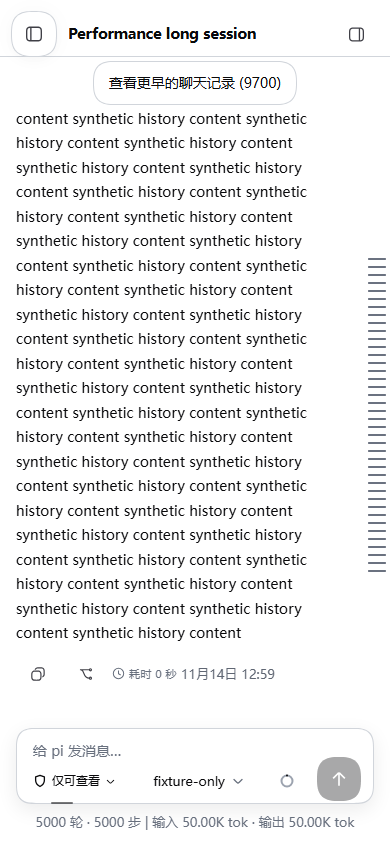 Performance long session
查看更早的聊天记录 (9700)
content synthetic history content synthetic
history content synthetic history content
synthetic history content synthetic history
content synthetic history content synthetic
history content synthetic history content
synthetic history content synthetic history
content synthetic history content synthetic
history content synthetic history content
synthetic history content synthetic history
content synthetic history content synthetic
history content synthetic history content
synthetic history content synthetic history
content synthetic history content synthetic
history content synthetic history content
synthetic history content synthetic history
content synthetic history content synthetic
history content synthetic history content
synthetic history content synthetic history
content synthetic history content synthetic
history content synthetic history content
synthetic history content synthetic history
content synthetic history content
耗时 0 秒 11月14日 12:59
给 pi 发消息...
仅可查看 fixture-only
5000 轮 · 5000 步 | 输入 50.00K tok · 输出 50.00K tok